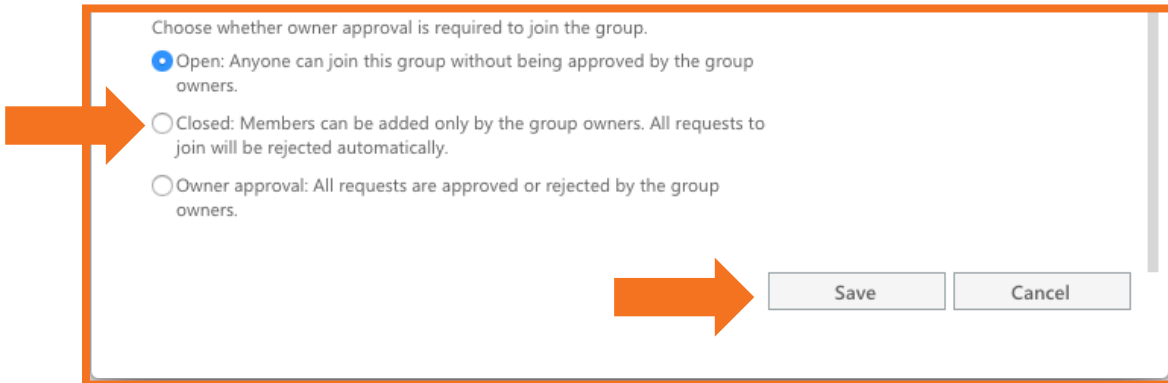 Choose whether owner approval is required to join the group.
Open: Anyone can join this group without being approved by the group
owners.
Closed: Members can be added only by the group owners. All requests to
join will be rejected automatically.
Owner approval: All requests are approved or rejected by the group
owners.
Save Cancel